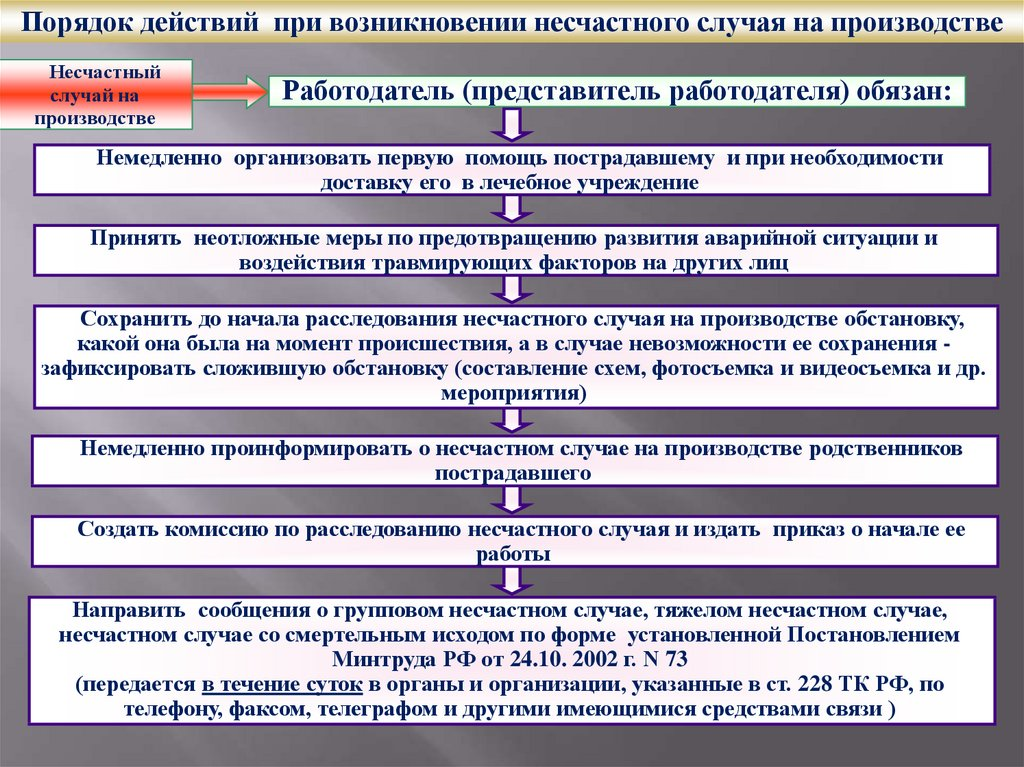 Порядок действий при возникновении несчастного случая на производстве
Несчастный
случай на
производстве
Работодатель (представитель работодателя) обязан:
Немедленно организовать первую помощь пострадавшему и при необходимости
доставку его в лечебное учреждение
Принять неотложные меры по предотвращению развития аварийной ситуации и
воздействия травмирующих факторов на других лиц
Сохранить до начала расследования несчастного случая на производстве обстановку,
какой она была на момент происшествия, а в случае невозможности ее сохранения -
зафиксировать сложившую обстановку (составление схем, фотосъемка и видеосъемка и др.
мероприятия)
Немедленно проинформировать о несчастном случае на производстве родственников
пострадавшего
Создать комиссию по расследованию несчастного случая и издать приказ о начале ее
работы
Направить сообщения о групповом несчастном случае, тяжелом несчастном случае,
несчастном случае со смертельным исходом по форме установленной Постановлением
Минтруда РФ от 24.10. 2002 г. N 73
(передается в течение суток в органы и организации, указанные в ст. 228 ТК РФ, по
телефону, факсом, телеграфом и другими имеющимися средствами связи )